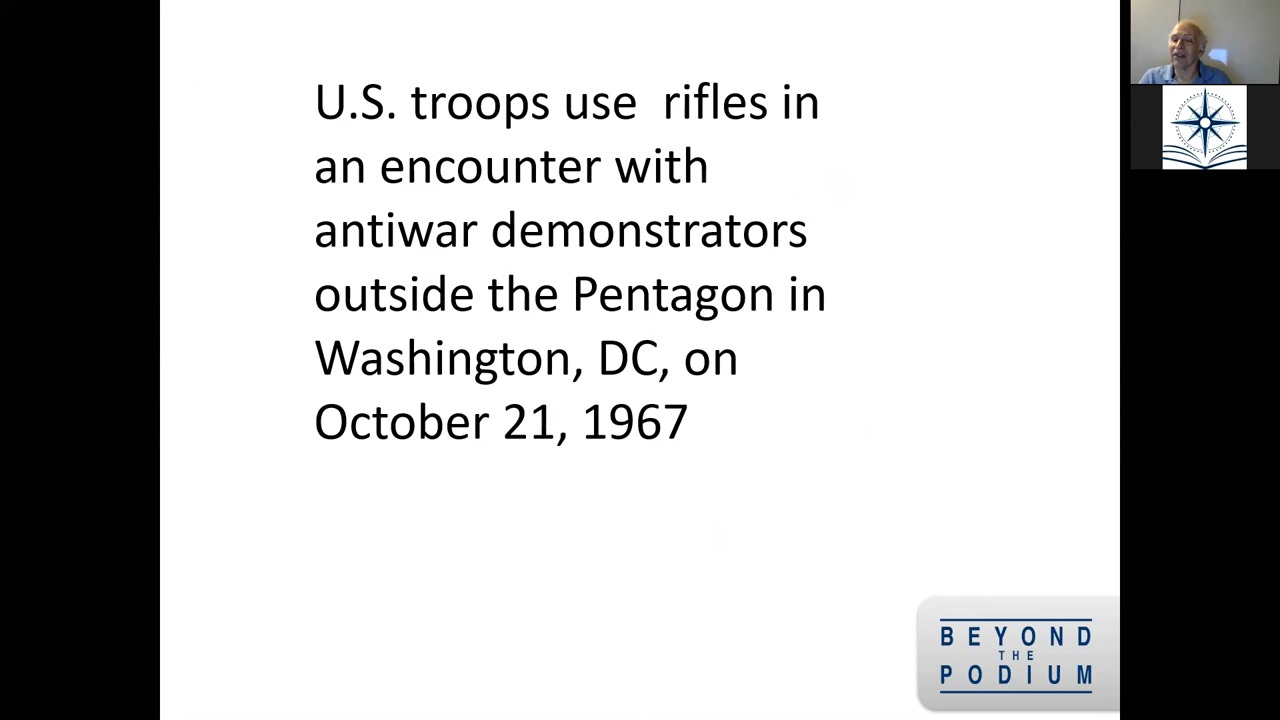 U.S. troops use  rifles in
an encounter with
antiwar demonstrators
outside the Pentagon in
Washington, DC, on
October 21, 1967
BEYOND
THE
PODIUM